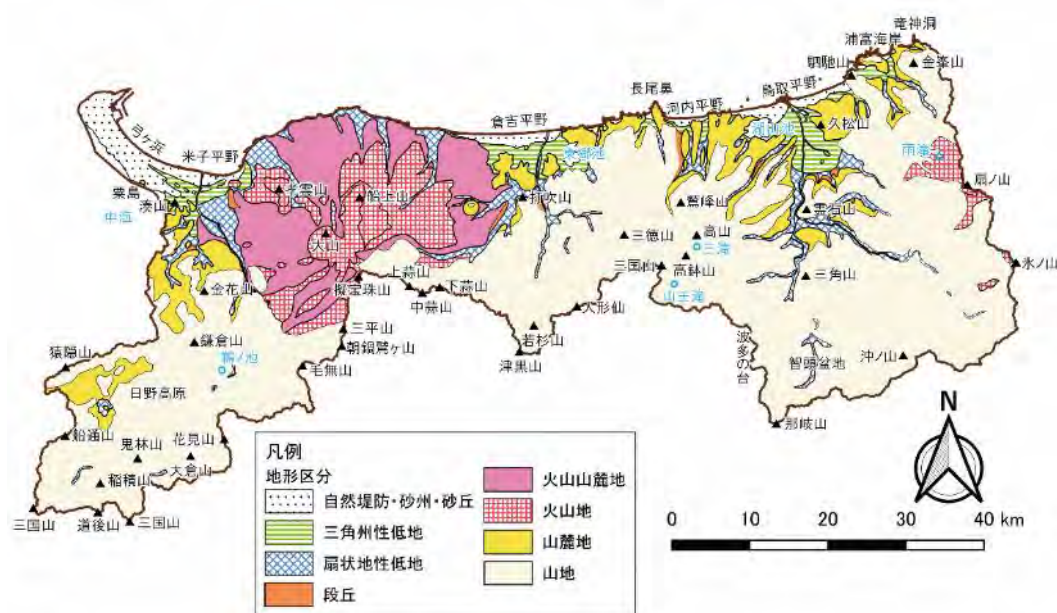 竜神洞
浦富海岸
駟馳山
金峯山
長尾鼻
鳥取平野
河内平野
倉吉平野
久松山
湖山池
弓ヶ浜
米子平野
東郷池
雨滝
粟島
湊山
孝霊山
船上山
打吹山
扇ノ山
中海
鷲峰山
霊石山
大山
三徳山
高山
三滝
氷ノ山
上蒜山
下蒜山
三国山
高鉢山
三角山
金花山
擬宝珠山
中蒜山
山王滝
人形仙
三平山
若杉山
波多の台
鎌倉山
朝鍋鷲ヶ山
猿隠山
鵜ノ池
毛無山
津黒山
智頭盆地
沖ノ山
日野高原
那岐山
船通山
鬼林山
花見山
大倉山
稲積山
三国山
道後山
三国山
凡例
地形区分
自然堤防・砂州・砂丘
三角州性低地
扇状地性低地
段丘
火山山麓地
火山地
山麓地
山地
N
0 10 20 30 40 km